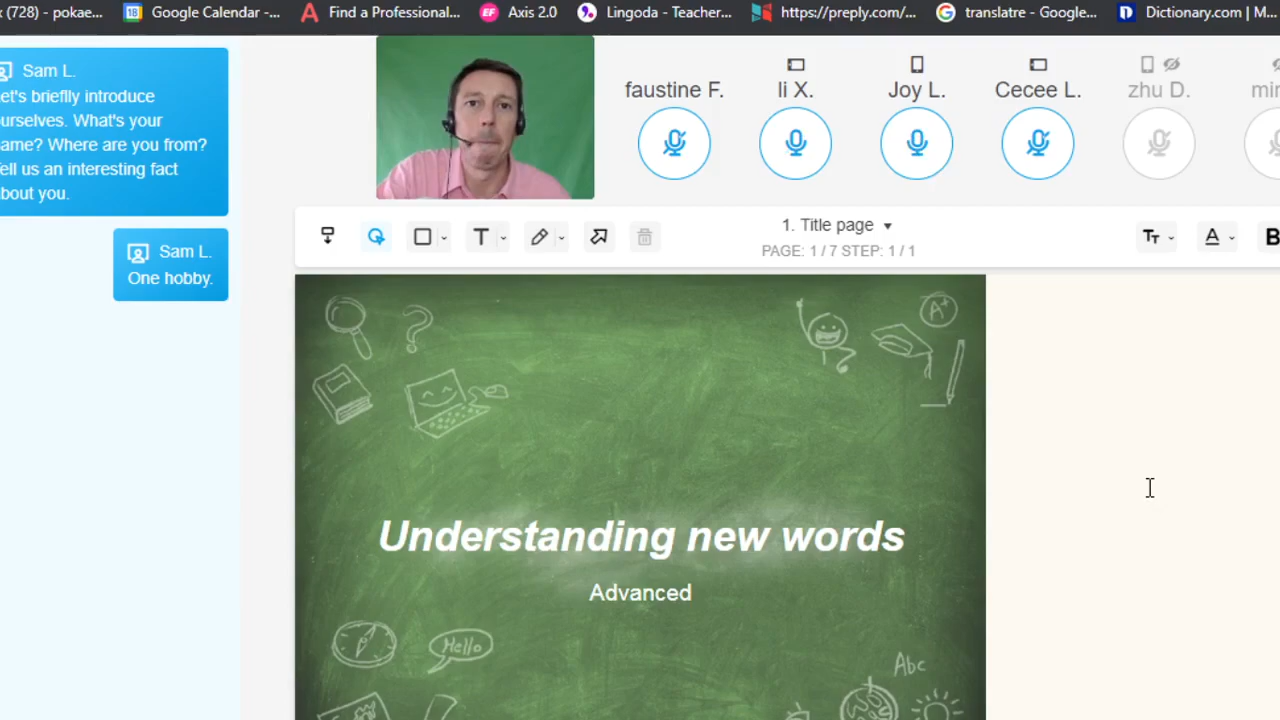 (728) - pokae...
Google Calendar -...
Find a Professional...
Axis 2.0
Lingoda - Teacher...
https://preply.com/...
translatre - Google...
Dictionary.com | M...
Sam L.
et's brieflly introduce
urselves. What's your
ame? Where are you from?
ell us an interesting fact
bout you.
Sam L.
One hobby.
faustine F.
li X.
Joy L.
Cecee L.
zhu D.
min
1. Title page
PAGE: 1 / 7 STEP: 1 / 1
T
TT
A
B
A+
Understanding new words
Advanced
Hello
Abc